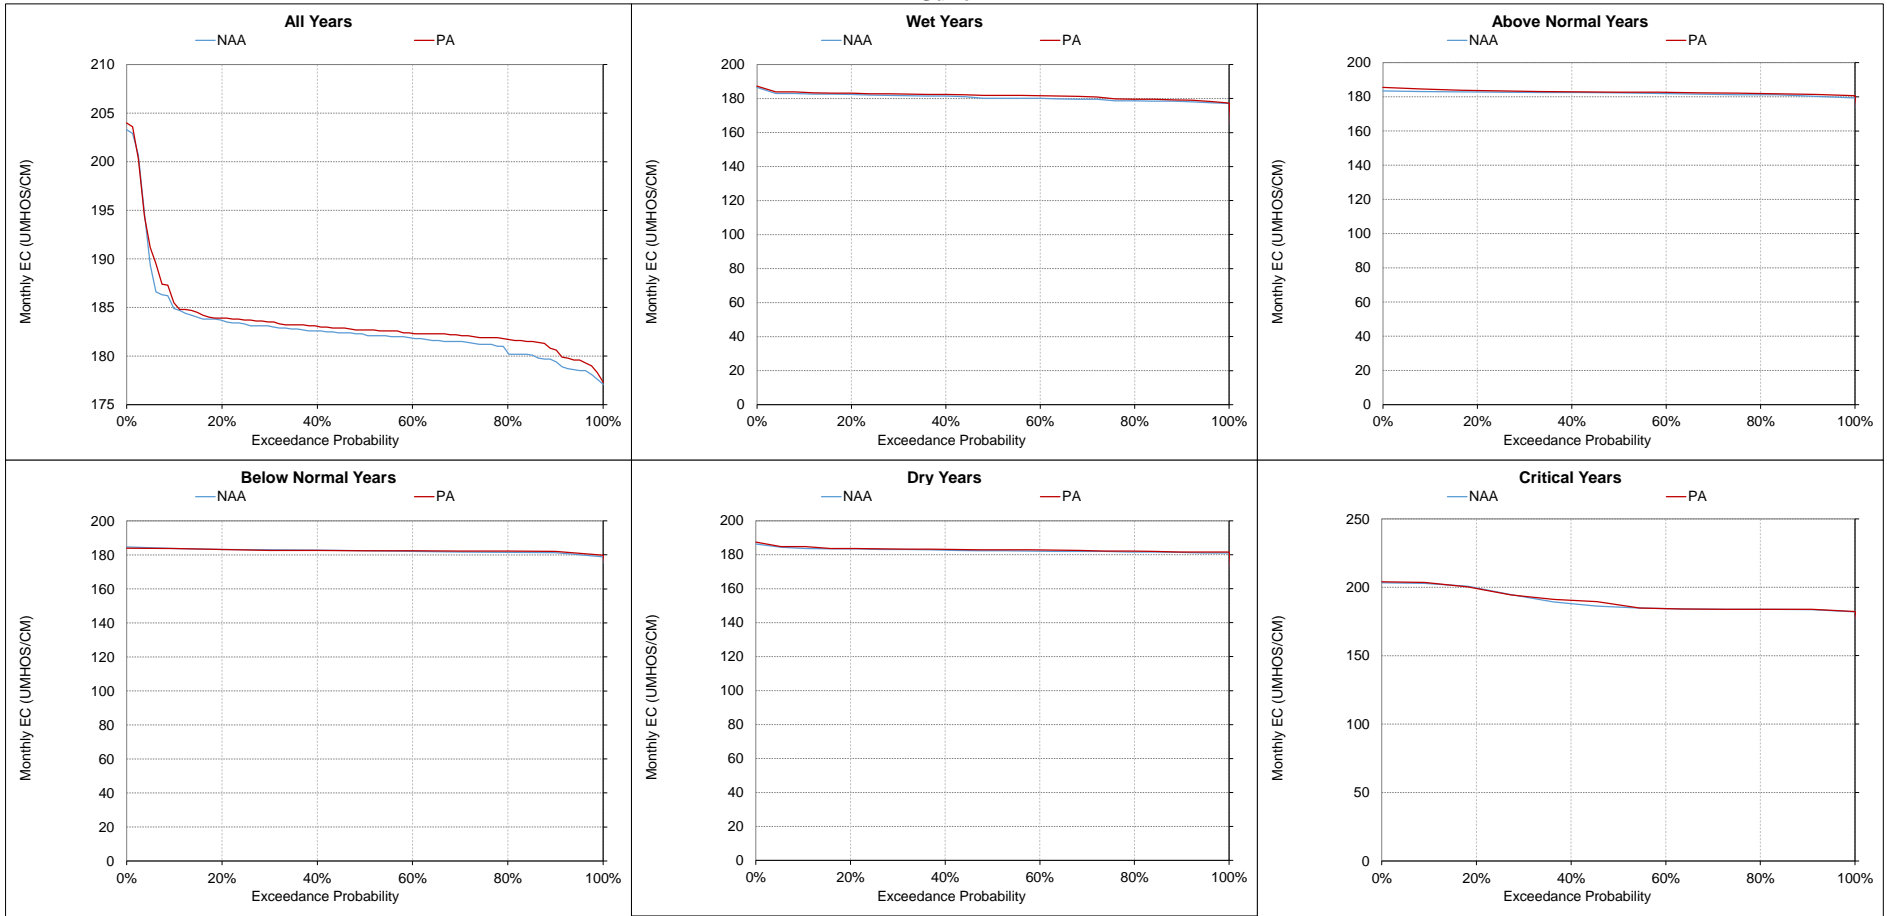 All Years
NAA PA
210
205
200
195
190
185
180
175
0% 20% 40% 60% 80% 100%
Exceedance Probability
Monthly EC (UMHOS/CM)
Wet Years
NAA PA
200
180
160
140
120
100
80
60
40
20
0
0% 20% 40% 60% 80% 100%
Exceedance Probability
Monthly EC (UMHOS/CM)
Above Normal Years
NAA PA
200
180
160
140
120
100
80
60
40
20
0
0% 20% 40% 60% 80% 100%
Exceedance Probability
Monthly EC (UMHOS/CM)
Below Normal Years
NAA PA
200
180
160
140
120
100
80
60
40
20
0
0% 20% 40% 60% 80% 100%
Exceedance Probability
Monthly EC (UMHOS/CM)
Dry Years
NAA PA
200
180
160
140
120
100
80
60
40
20
0
0% 20% 40% 60% 80% 100%
Exceedance Probability
Monthly EC (UMHOS/CM)
Critical Years
NAA PA
250
200
150
100
50
0
0% 20% 40% 60% 80% 100%
Exceedance Probability
Monthly EC (UMHOS/CM)